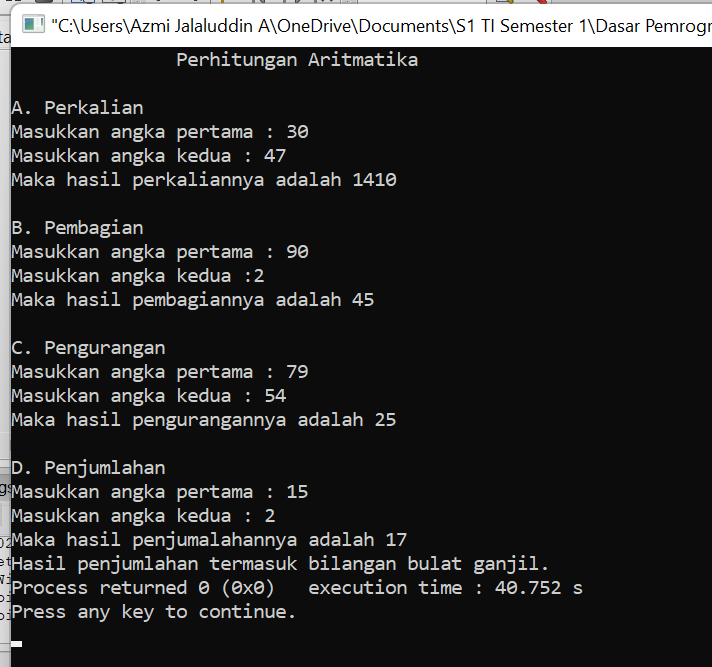 "C:\Users\Azmi Jalaluddin A\OneDrive\Documents\S1 TI Semester 1\Dasar Pemrogr
Perhitungan Aritmatika
A. Perkalian
Masukkan angka pertama : 30
Masukkan angka kedua : 47
Maka hasil perkaliannya adalah 1410
B. Pembagian
Masukkan angka pertama : 90
Masukkan angka kedua :2
Maka hasil pembagiannya adalah 45
C. Pengurangan
Masukkan angka pertama : 79
Masukkan angka kedua : 54
Maka hasil pengurangannya adalah 25
D. Penjumlahan
Masukkan angka pertama : 15
Masukkan angka kedua : 2
Maka hasil penjumalahannya adalah 17
Hasil penjumlahan termasuk bilangan bulat ganjil.
Process returned 0 (0x0)   execution time : 40.752 s
Press any key to continue.